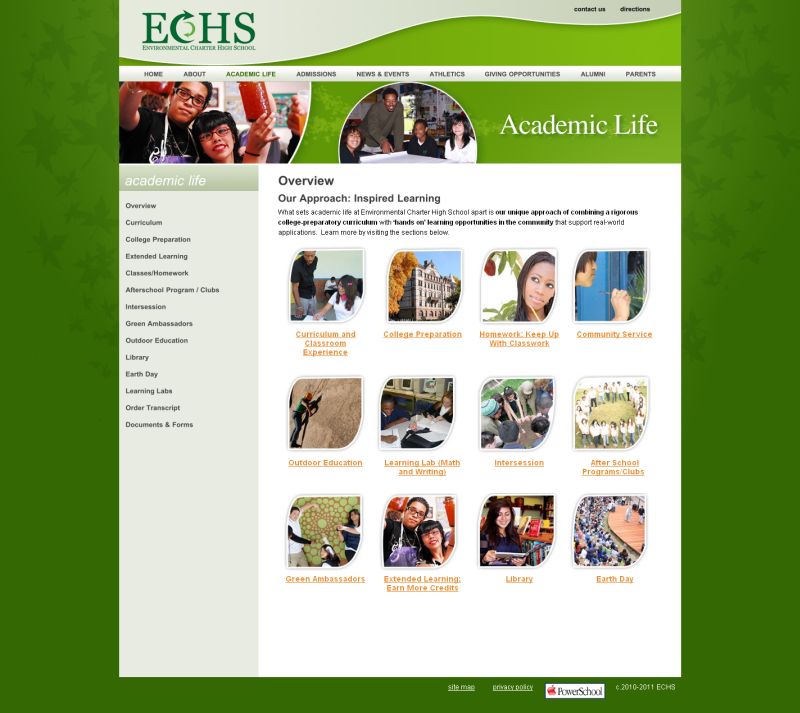 contact us directions
ECHS
ENVIRONMENTAL CHARTER HIGH SCHOOL
HOME ABOUT ACADEMIC LIFE ADMISSIONS NEWS & EVENTS ATHLETICS GIVING OPPORTUNITIES ALUMNI PARENTS
Academic Life
academic life
Overview
Curriculum
College Preparation
Extended Learning
Classes/Homework
Afterschool Program / Clubs
Intersession
Green Ambassadors
Outdoor Education
Library
Earth Day
Learning Labs
Order Transcript
Documents & Forms
Overview
Our Approach: Inspired Learning
What sets academic life at Environmental Charter High School apart is our unique approach of combining a rigorous
college-preparatory curriculum with 'hands on' learning opportunities in the community that support real-world
applications. Learn more by visiting the sections below.
Curriculum and
Classroom
Experience
College Preparation
Homework: Keep Up
With Classwork
Community Service
Outdoor Education
Learning Lab (Math
and Writing)
Intersession
After School
Programs/Clubs
Green Ambassadors
Extended Learning:
Earn More Credits
Library
Earth Day
site map privacy policy PowerSchool c.2010-2011 ECHS